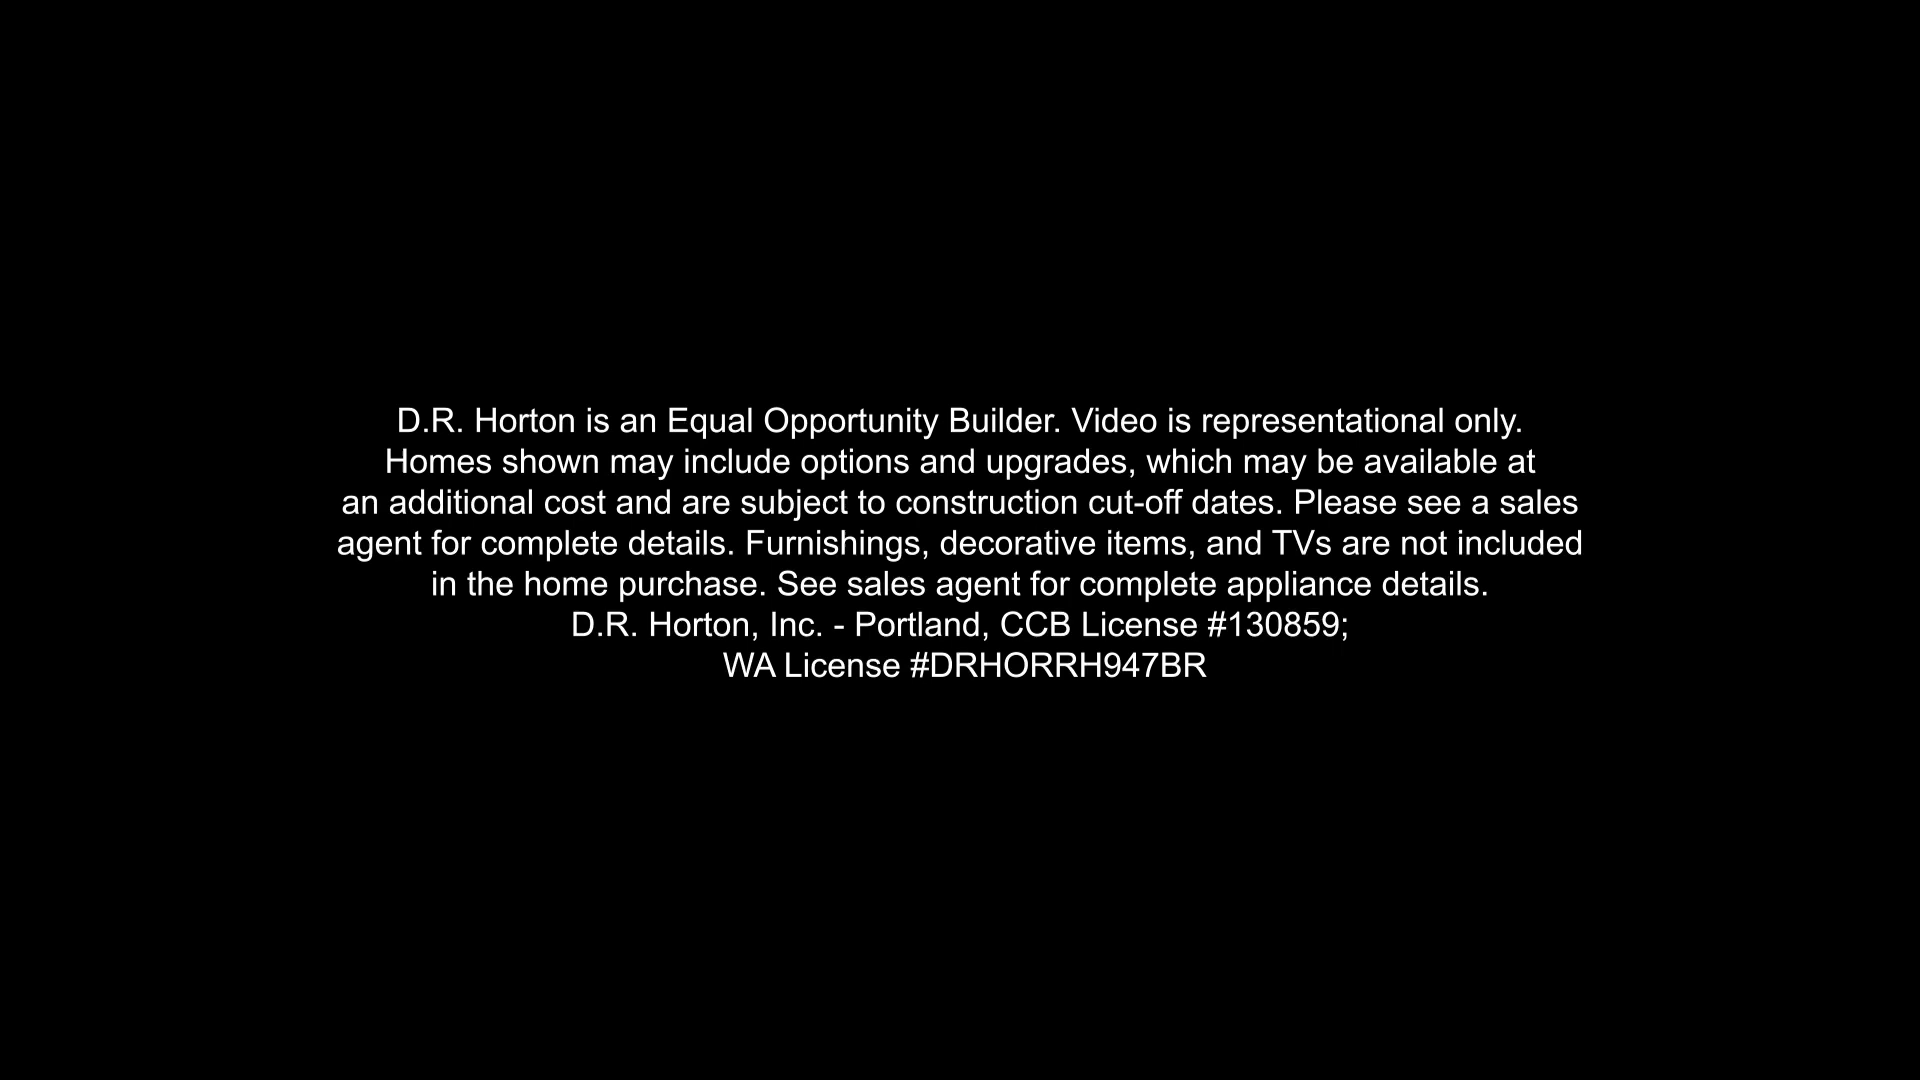 D.R. Horton is an Equal Opportunity Builder. Video is representational only.
Homes shown may include options and upgrades, which may be available at
an additional cost and are subject to construction cut-off dates. Please see a sales
agent for complete details. Furnishings, decorative items, and TVs are not included
in the home purchase. See sales agent for complete appliance details.
D.R. Horton, Inc. - Portland, CCB License #130859;
WA License #DRHORRH947BR